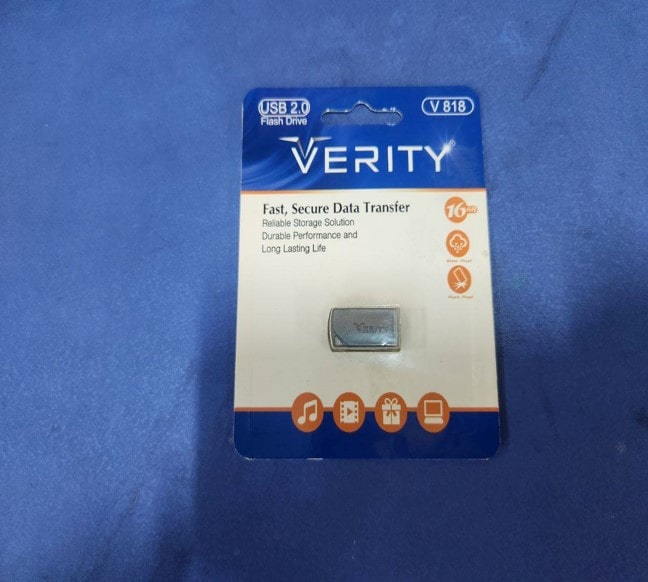 USB 2.0
Flash Drive
V 818
VERITY®
Fast, Secure Data Transfer
Reliable Storage Solution
Durable Performance and
Long Lasting Life
16GB
VERITY